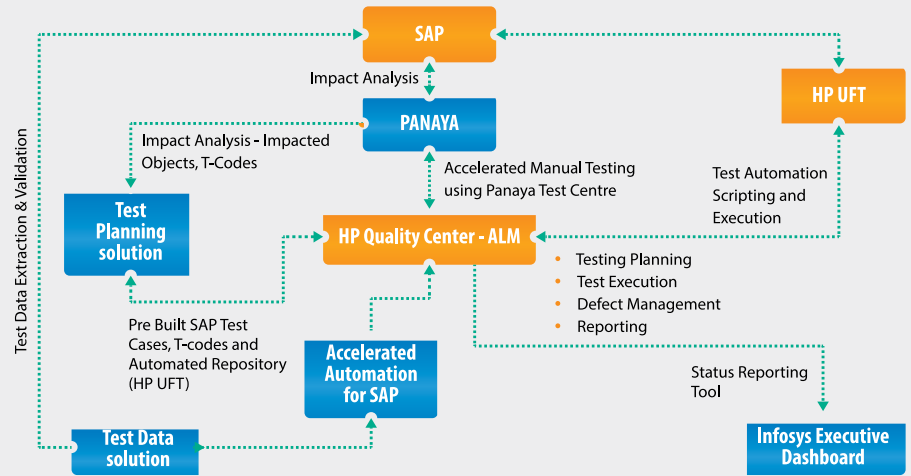 SAP
Impact Analysis
HP UFT
PANAYA
Impact Analysis - Impacted
Objects, T-Codes
Accelerated Manual Testing
using Panaya Test Centre
Test Automation
Scripting and
Execution
Test Data Extraction & Validation
Test
Planning
solution
HP Quality Center - ALM
• Testing Planning
• Test Execution
• Defect Management
• Reporting
Pre Built SAP Test
Cases, T-codes and
Automated Repository
(HP UFT)
Accelerated
Automation
for SAP
Status Reporting
Tool
Test Data
solution
Infosys Executive
Dashboard